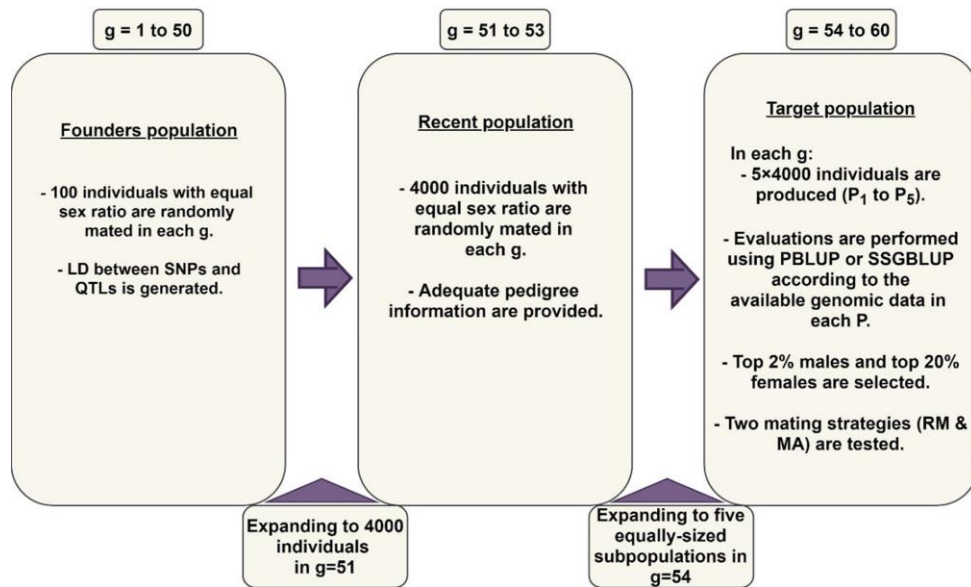 g = 1 to 50
Founders population
- 100 individuals with equal
sex ratio are randomly
mated in each g.
- LD between SNPs and
QTLs is generated.
Expanding to 4000
individuals
in g=51
g = 51 to 53
Recent population
- 4000 individuals with
equal sex ratio are
randomly mated in
each g.
- Adequate pedigree
information are provided.
Expanding to five
equally-sized
subpopulations in
g=54
g = 54 to 60
Target population
In each g:
- 5×4000 individuals are
produced (P₁ to P₅).
- Evaluations are performed
using PBLUP or SSGBLUP
according to the
available genomic data in
each P.
- Top 2% males and top 20%
females are selected.
- Two mating strategies (RM &
MA) are tested.